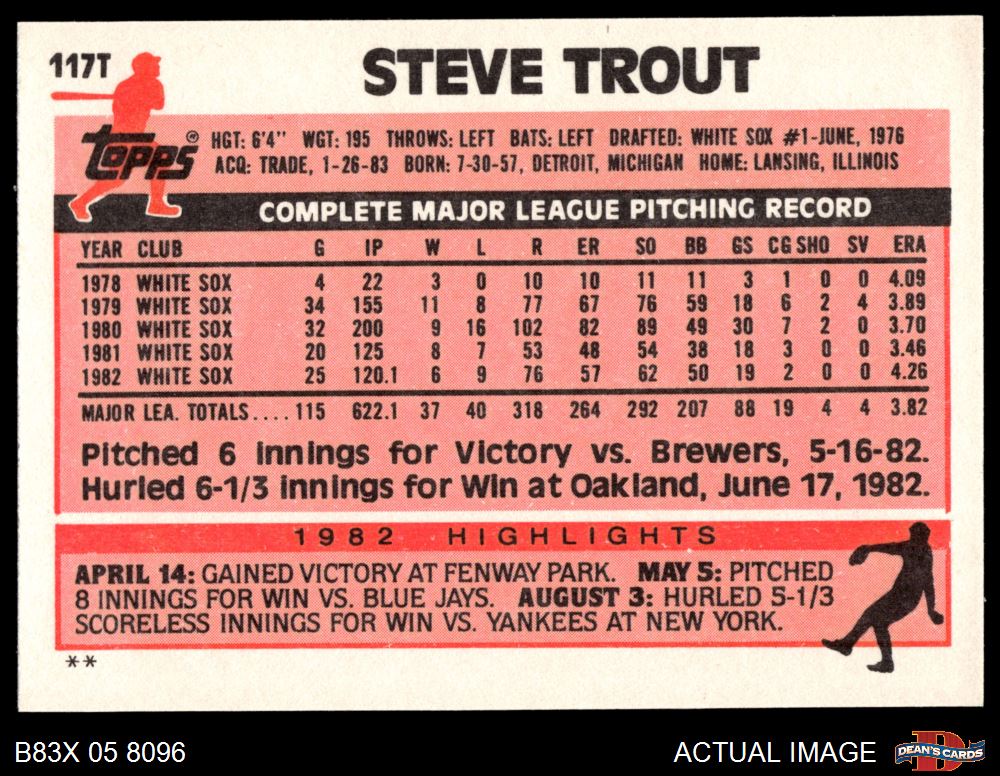 117T
STEVE TROUT
topps®
HGT: 6'4" WGT: 195 THROWS: LEFT BATS: LEFT DRAFTED: WHITE SOX #1-JUNE, 1976
ACQ: TRADE, 1-26-83 BORN: 7-30-57, DETROIT, MICHIGAN HOME: LANSING, ILLINOIS
COMPLETE MAJOR LEAGUE PITCHING RECORD
YEAR CLUB G IP W L R ER SO BB GS CG SHO SV ERA
1978 WHITE SOX 4 22 3 0 10 10 11 11 3 1 0 0 4.09
1979 WHITE SOX 34 155 11 8 77 67 76 59 18 6 2 4 3.89
1980 WHITE SOX 32 200 9 16 102 82 89 49 30 7 2 0 3.70
1981 WHITE SOX 20 125 8 7 53 48 54 38 18 3 0 0 3.46
1982 WHITE SOX 25 120.1 6 9 76 57 62 50 19 2 0 0 4.26
MAJOR LEA. TOTALS.... 115 622.1 37 40 318 264 292 207 88 19 4 4 3.82
Pitched 6 innings for Victory vs. Brewers, 5-16-82.
Hurled 6-1/3 innings for Win at Oakland, June 17, 1982.
1982 HIGHLIGHTS
APRIL 14: GAINED VICTORY AT FENWAY PARK. MAY 5: PITCHED
8 INNINGS FOR WIN VS. BLUE JAYS. AUGUST 3: HURLED 5-1/3
SCORELESS INNINGS FOR WIN VS. YANKEES AT NEW YORK.
**
B83X 05 8096
ACTUAL IMAGE
D
DEAN'S CARDS